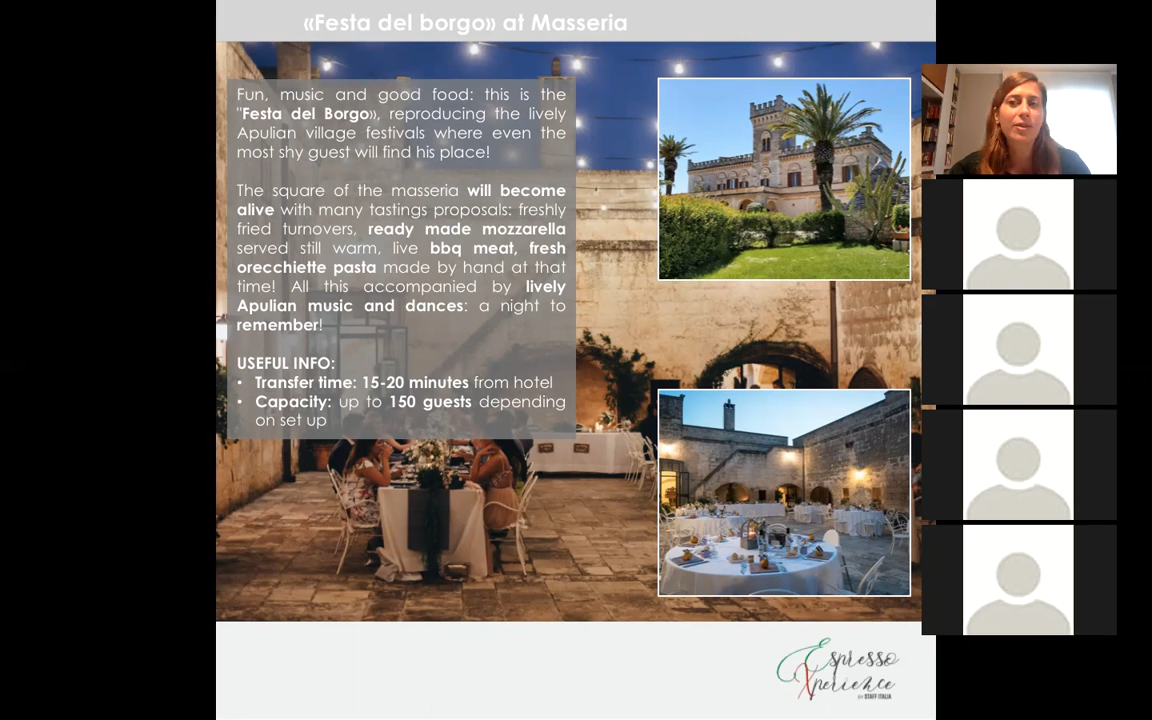 «Festa del borgo» at Masseria
Fun, music and good food: this is the
"Festa del Borgo», reproducing the lively
Apulian village festivals where even the
most shy guest will find his place!
The square of the masseria will become
alive with many tastings proposals: freshly
fried turnovers, ready made mozzarella
served still warm, live bbq meat, fresh
orecchiette pasta made by hand at that
time! All this accompanied by lively
Apulian music and dances: a night to
remember!
USEFUL INFO:
• Transfer time: 15-20 minutes from hotel
• Capacity: up to 150 guests depending
on set up
Espresso
Xperience
BY STAFF ITALIA